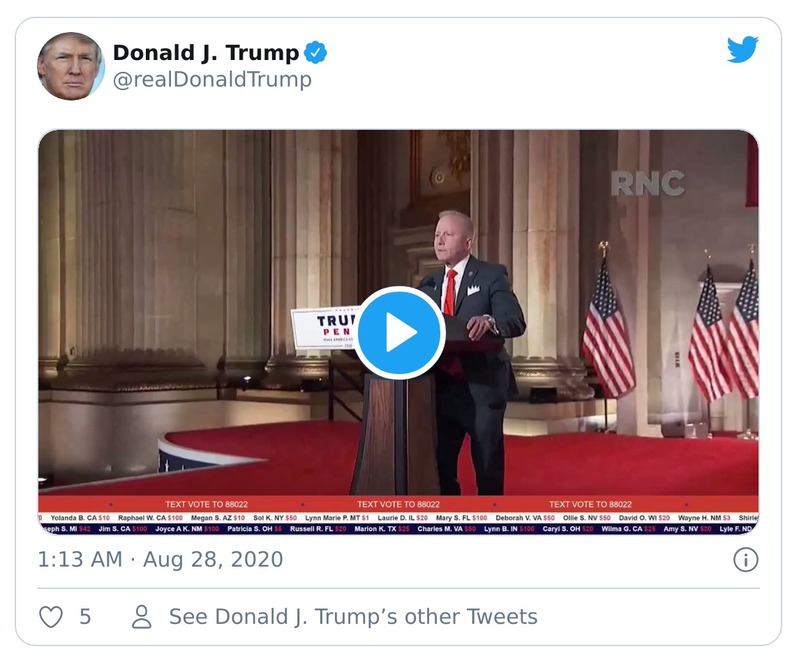 Donald J. Trump
@realDonaldTrump
RNC
TRU
PEN
TEXT VOTE TO 88022 TEXT VOTE TO 88022 TEXT VOTE TO 88022
Yolanda B. CA $10 Raphael W. CA $100 Megan S. AZ $10 Sol K. NY $50 Lynn Marie P. MT $1 Laurie D. IL $20 Mary S. FL $100 Deborah V. VA $50 Ollie S. NV $50 David O. WI $20 Wayne H. NM $3 Shirle
seph S. MI $42 Jim S. CA $100 Joyce A K. NM $100 Patricia S. OH $5 Russell R. FL $20 Marion K. TX $25 Charles M. VA $50 Lynn B. IN $100 Caryl S. OH $20 Wilma G. CA $25 Amy S. NV $20 Lyle F. ND
1:13 AM · Aug 28, 2020
5 See Donald J. Trump’s other Tweets